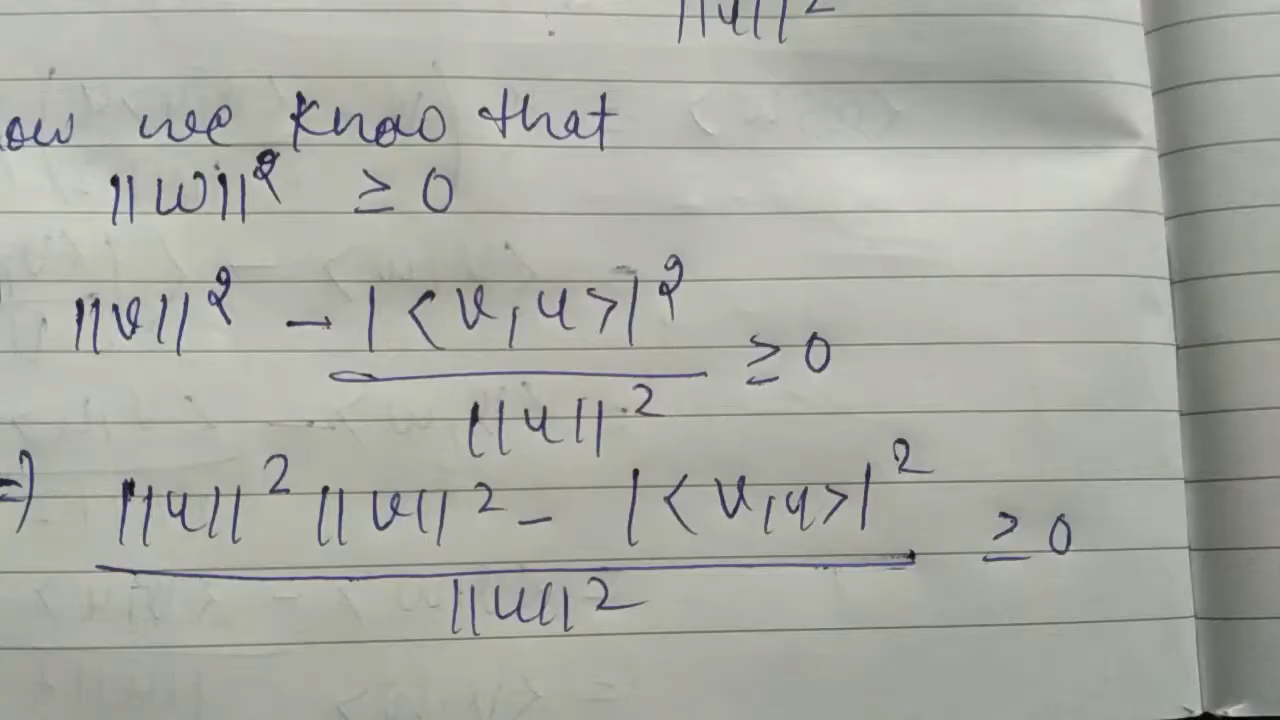 ||u||²
ow we know that
||w||² ≥ 0
||v||² - |<v,u>|² / ||u||² ≥ 0
=> ||u||² ||v||² - |<v,u>|² / ||u||² ≥ 0